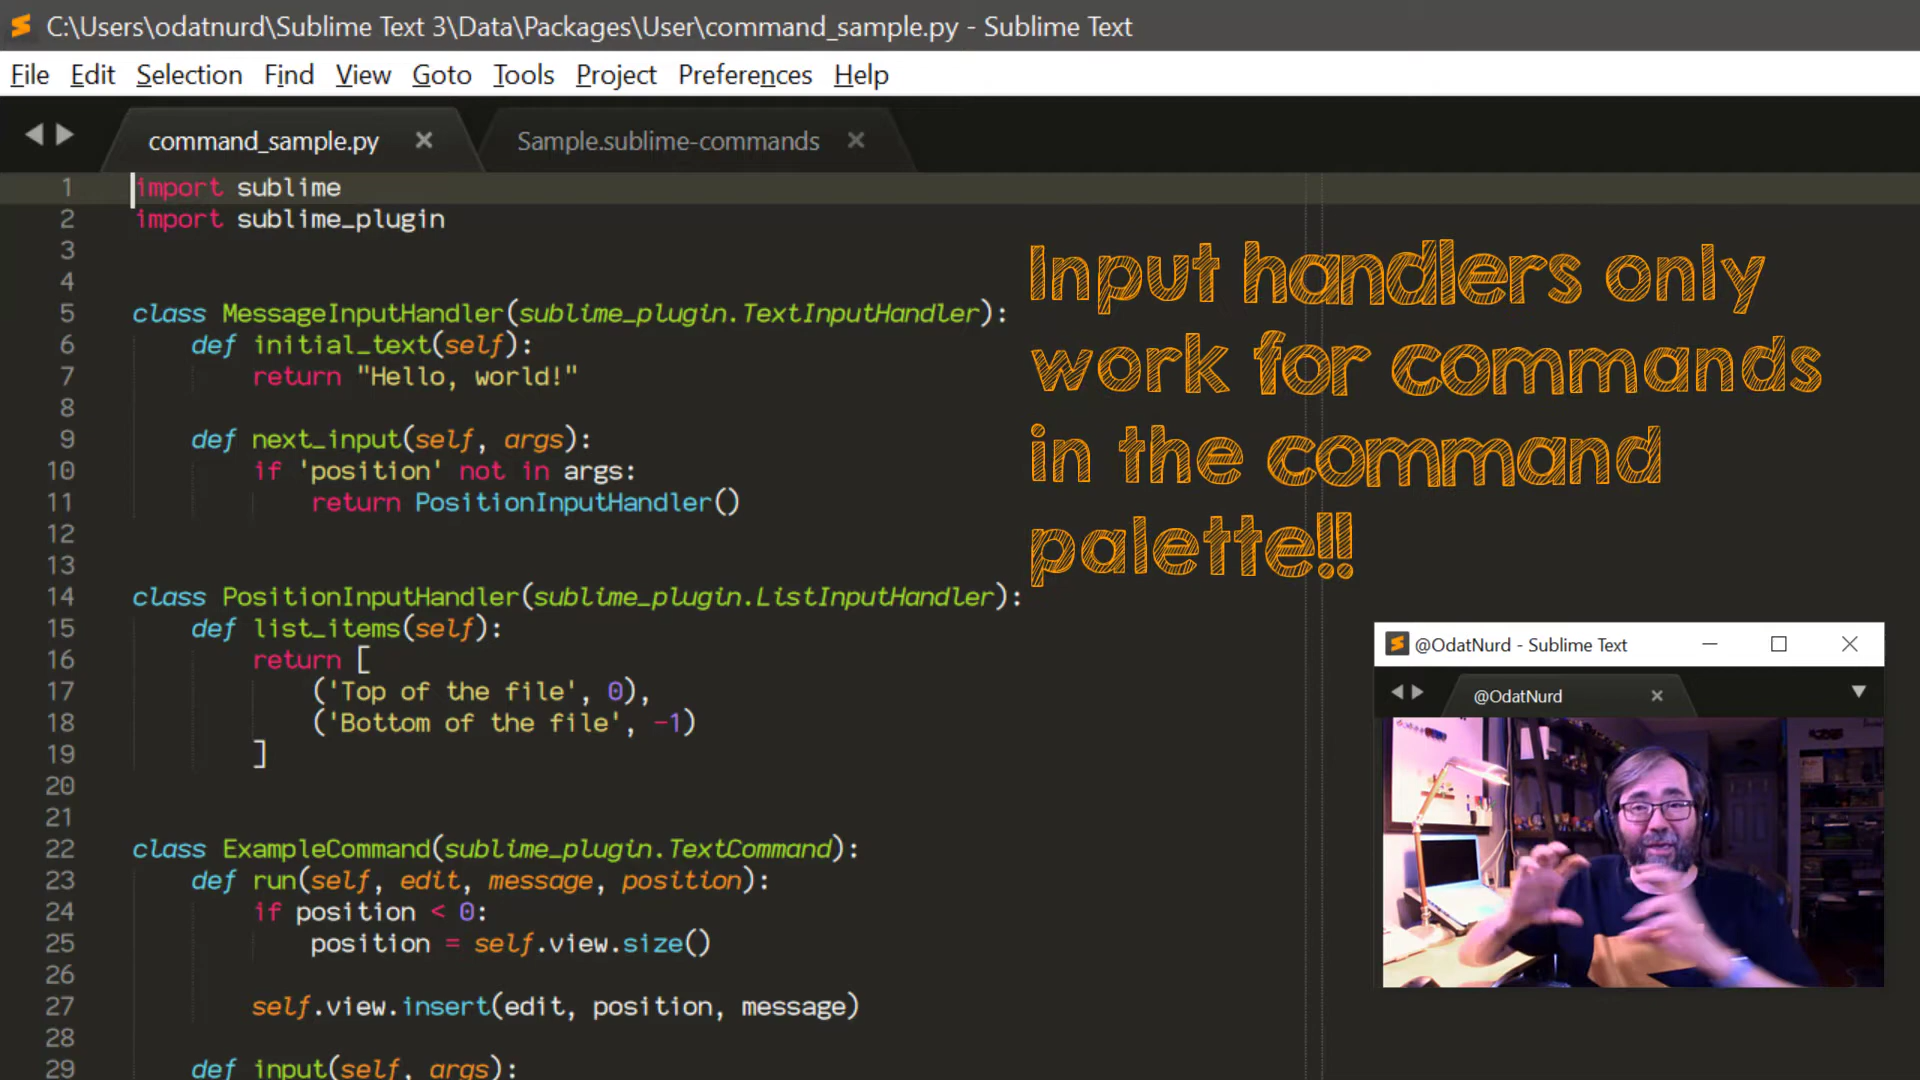 C:\Users\odatnurd\Sublime Text 3\Data\Packages\User\command_sample.py - Sublime Text
File Edit Selection Find View Goto Tools Project Preferences Help
command_sample.py × Sample.sublime-commands ×
1 import sublime
2 import sublime_plugin
3
4
5 class MessageInputHandler(sublime_plugin.TextInputHandler):
6 def initial_text(self):
7 return "Hello, world!"
8
9 def next_input(self, args):
10 if 'position' not in args:
11 return PositionInputHandler()
12
13
14 class PositionInputHandler(sublime_plugin.ListInputHandler):
15 def list_items(self):
16 return [
17 ('Top of the file', 0),
18 ('Bottom of the file', -1)
19 ]
20
21
22 class ExampleCommand(sublime_plugin.TextCommand):
23 def run(self, edit, message, position):
24 if position < 0:
25 position = self.view.size()
26
27 self.view.insert(edit, position, message)
28
29 def input(self, args):
Input handlers only
work for commands
in the command
palette!!
@OdatNurd - Sublime Text
@OdatNurd ×